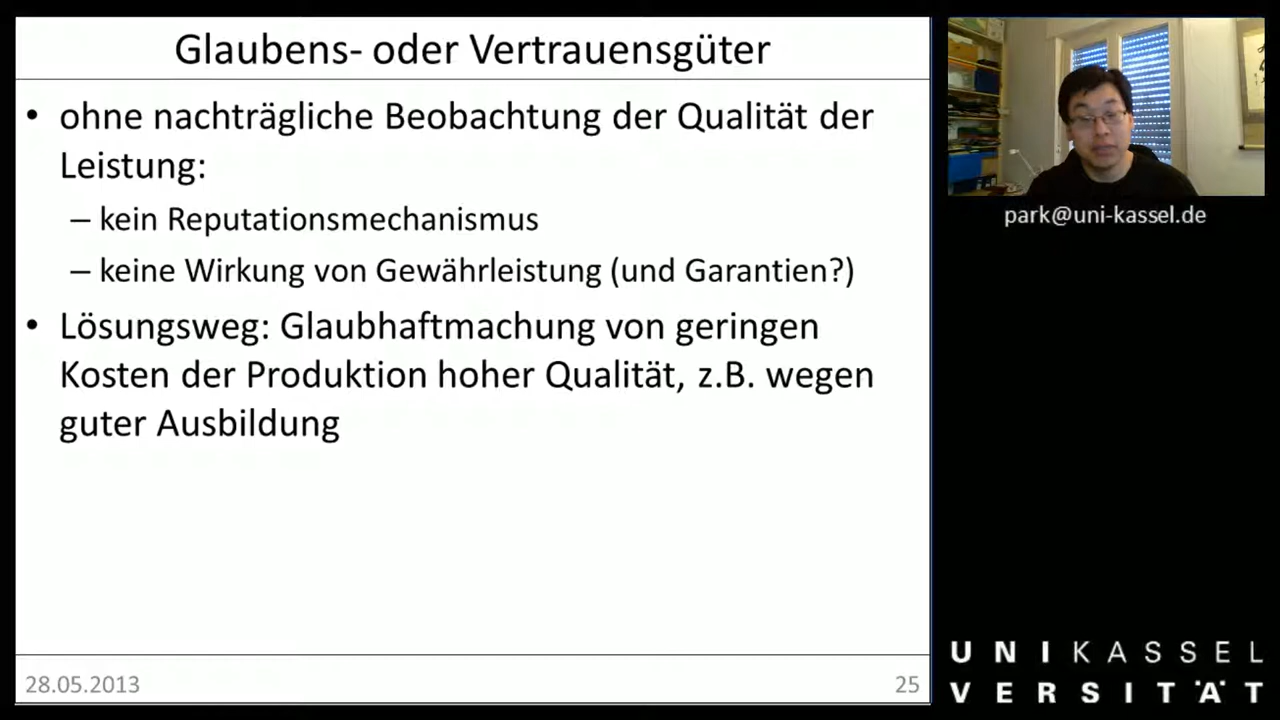 Glaubens- oder Vertrauensgüter
• ohne nachträgliche Beobachtung der Qualität der
Leistung:
– kein Reputationsmechanismus
– keine Wirkung von Gewährleistung (und Garantien?)
• Lösungsweg: Glaubhaftmachung von geringen
Kosten der Produktion hoher Qualität, z.B. wegen
guter Ausbildung
28.05.2013
25
park@uni-kassel.de
UNIKASSEL
VERSITÄT